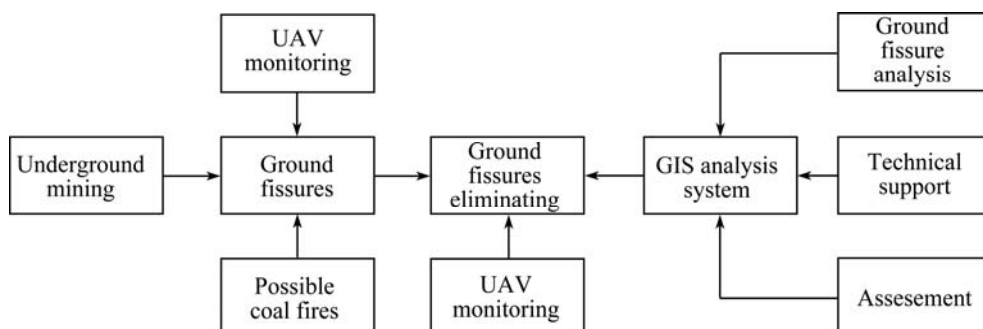 UAV
monitoring
Ground
fissure
analysis
Underground
mining
Ground
fissures
Ground
fissures
eliminating
GIS analysis
system
Technical
support
Possible
coal fires
UAV
monitoring
Assesement